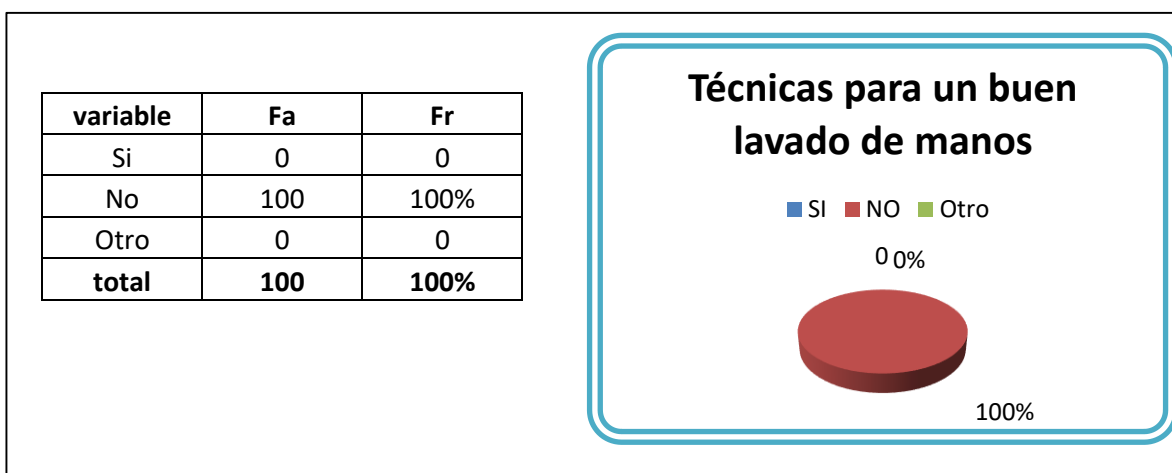 variable Fa Fr
Si 0 0
No 100 100%
Otro 0 0
total 100 100%
Técnicas para un buen
lavado de manos
SI NO Otro
0 0%
100%